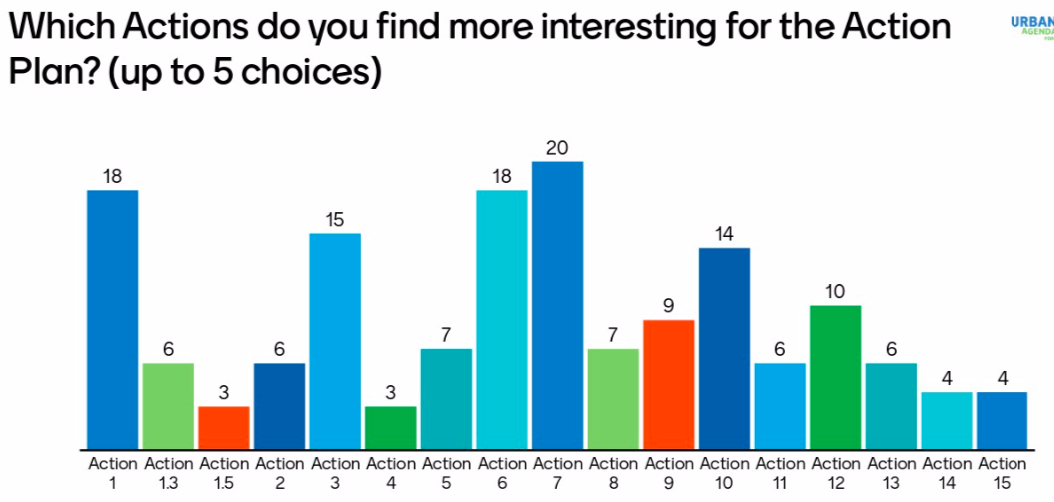 Which Actions do you find more interesting for the Action
Plan? (up to 5 choices)
URBAN
AGENDA
18
6
3
6
15
3
7
18
20
7
9
14
6
10
6
4
4
Action Action Action Action Action Action Action Action Action Action Action Action Action Action Action Action Action
1 1.3 1.5 2 3 4 5 6 7 8 9 10 11 12 13 14 15